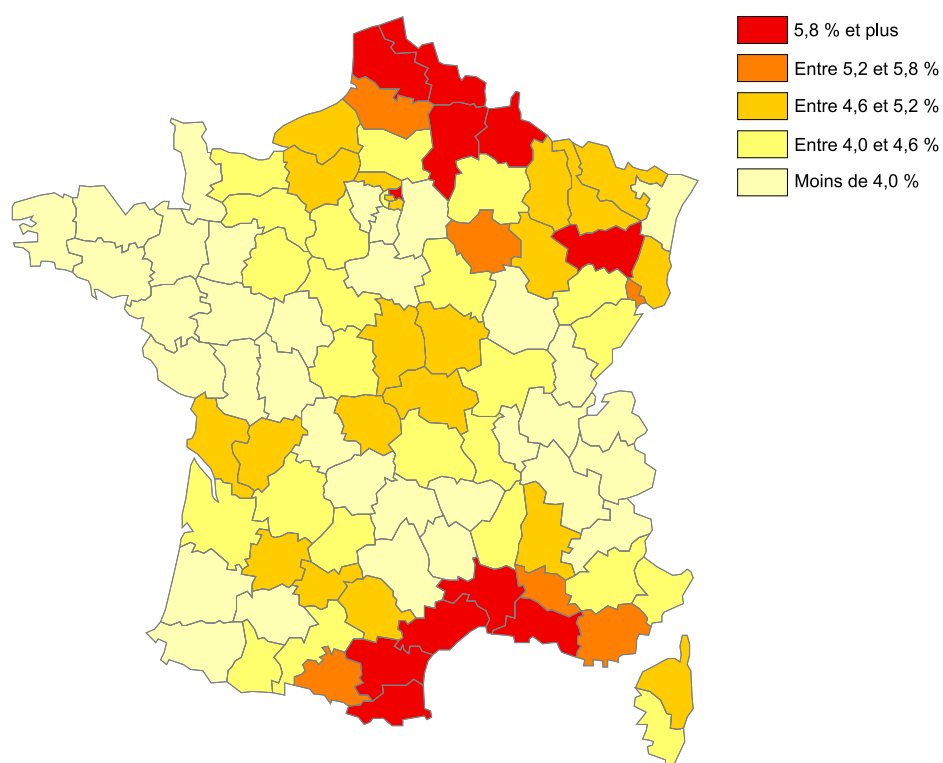 5,8 % et plus
Entre 5,2 et 5,8 %
Entre 4,6 et 5,2 %
Entre 4,0 et 4,6 %
Moins de 4,0 %